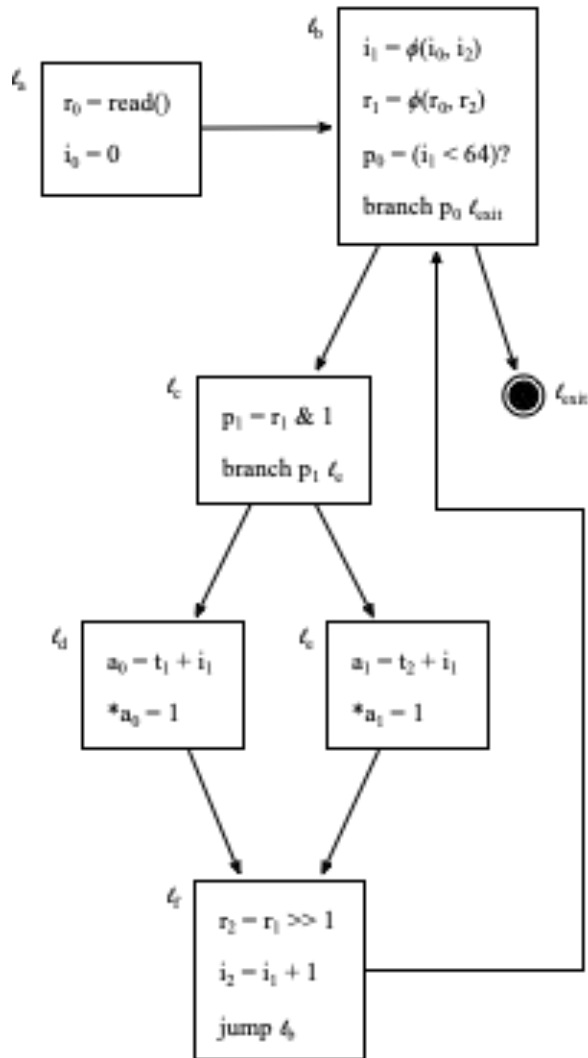 ℓa
r0 = read()
i0 = 0
ℓb
i1 = ϕ(i0, i2)
r1 = ϕ(r0, r2)
p0 = (i1 < 64)?
branch p0 ℓexit
ℓexit
ℓc
p1 = r1 & 1
branch p1 ℓe
ℓd
a0 = t1 + i1
*a0 = 1
ℓe
a1 = t2 + i1
*a1 = 1
ℓf
r2 = r1 >> 1
i2 = i1 + 1
jump ℓb